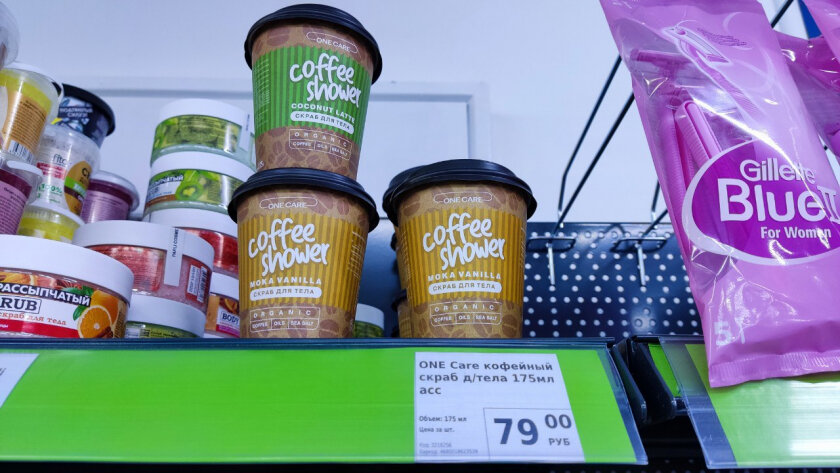 ONE CARE
coffee
shower
COCONUT LATTE
СКРАБ ДЛЯ ТЕЛА
ORGANIC
COFFEE OILS SEA SALT
ONE CARE
coffee
shower
MOKA VANILLA
СКРАБ ДЛЯ ТЕЛА
ORGANIC
COFFEE OILS SEA SALT
ONE CARE
coffee
shower
MOKA VANILLA
СКРАБ ДЛЯ ТЕЛА
ORGANIC
COFFEE OILS SEA SALT
РАССЫПЧАТЫЙ
RUB
скраб для тела
Gillette
Blue
For Women
ONE Care кофейный
скраб д/тела 175мл
асс
Объем: 175 мл
Цена за шт.
79 00
РУБ